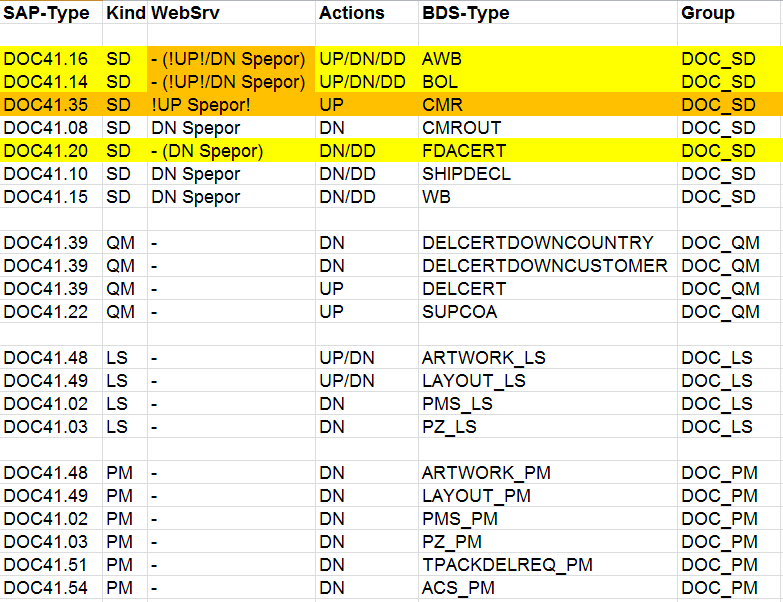 SAP-Type Kind WebSrv Actions BDS-Type Group
DOC41.16 SD - (!UP!/DN Spepor) UP/DN/DD AWB DOC_SD
DOC41.14 SD - (!UP!/DN Spepor) UP/DN/DD BOL DOC_SD
DOC41.35 SD !UP Spepor! UP CMR DOC_SD
DOC41.08 SD DN Spepor DN CMROUT DOC_SD
DOC41.20 SD - (DN Spepor) DN/DD FDACERT DOC_SD
DOC41.10 SD DN Spepor DN/DD SHIPDECL DOC_SD
DOC41.15 SD DN Spepor DN/DD WB DOC_SD
DOC41.39 QM - DN DELCERTDOWNCOUNTRY DOC_QM
DOC41.39 QM - DN DELCERTDOWNCUSTOMER DOC_QM
DOC41.39 QM - UP DELCERT DOC_QM
DOC41.22 QM - UP SUPCOA DOC_QM
DOC41.48 LS - UP/DN ARTWORK_LS DOC_LS
DOC41.49 LS - UP/DN LAYOUT_LS DOC_LS
DOC41.02 LS - DN PMS_LS DOC_LS
DOC41.03 LS - DN PZ_LS DOC_LS
DOC41.48 PM - DN ARTWORK_PM DOC_PM
DOC41.49 PM - DN LAYOUT_PM DOC_PM
DOC41.02 PM - DN PMS_PM DOC_PM
DOC41.03 PM - DN PZ_PM DOC_PM
DOC41.51 PM - DN TPACKDELREQ_PM DOC_PM
DOC41.54 PM - DN ACS_PM DOC_PM